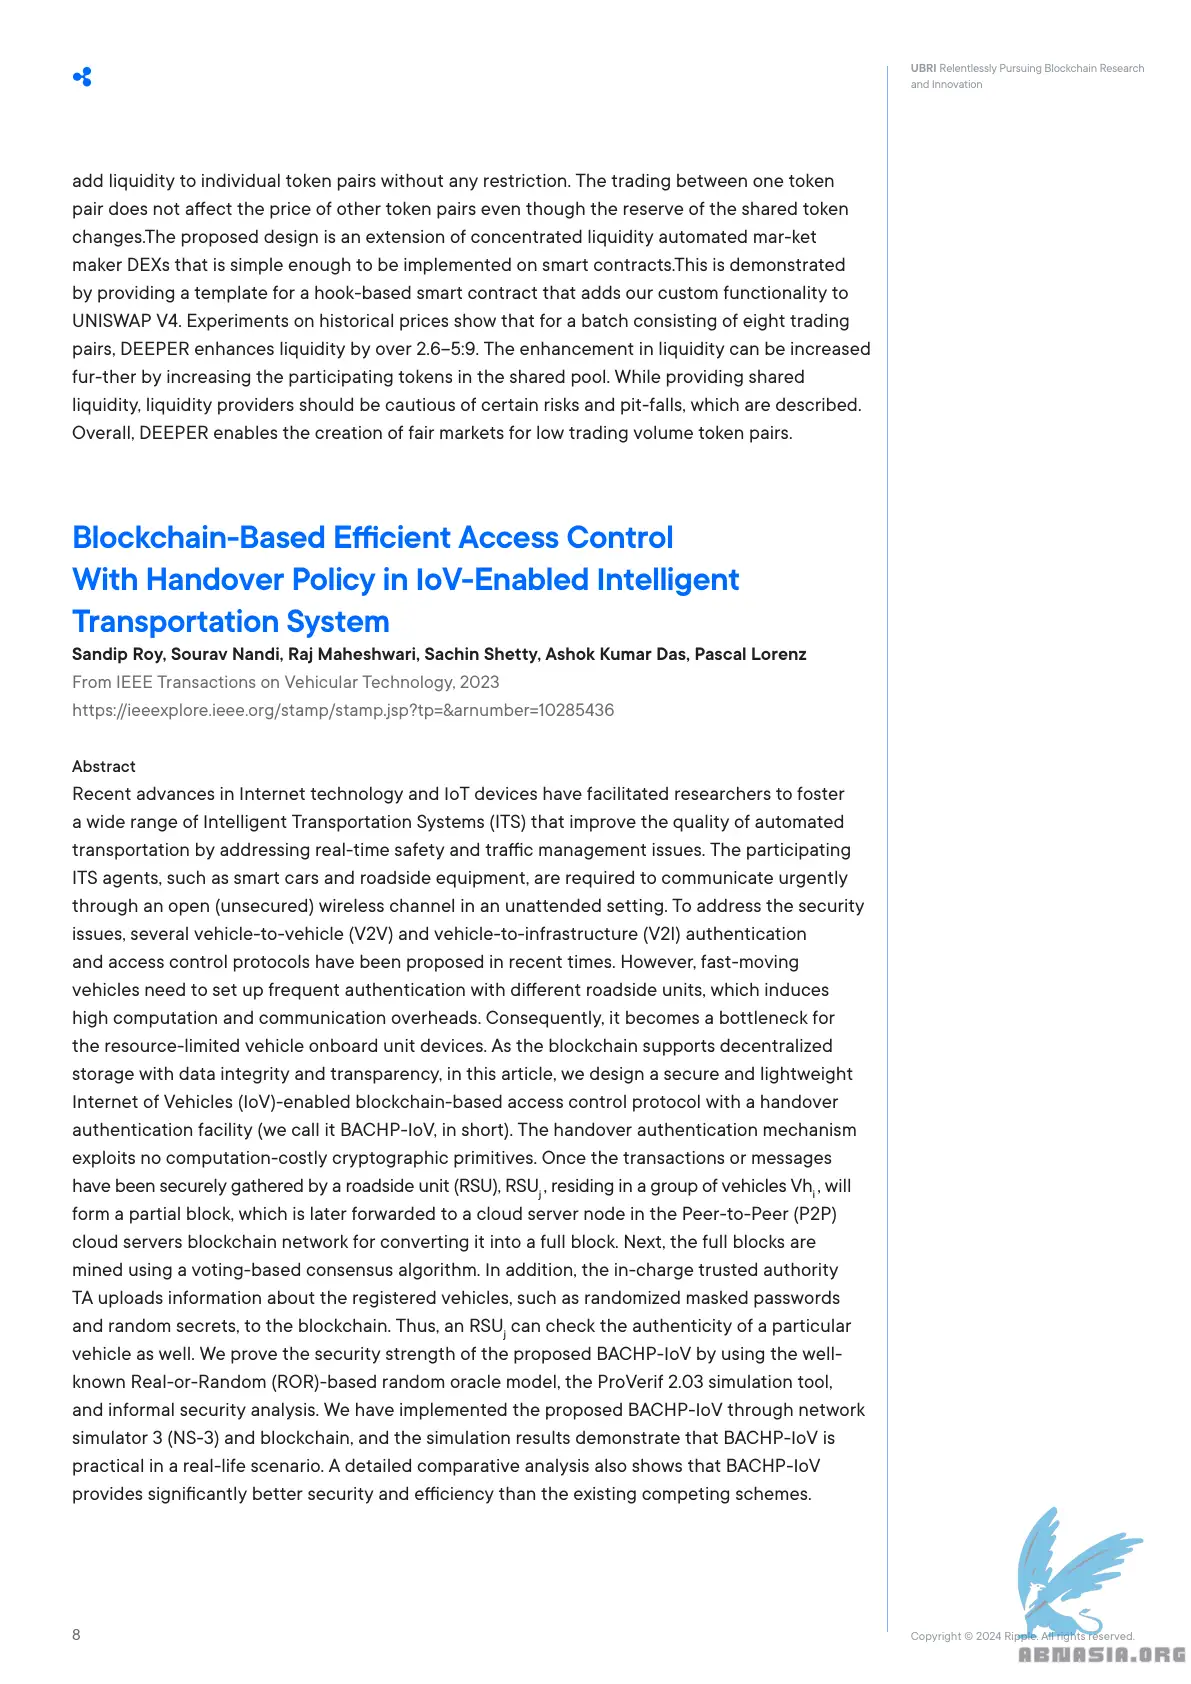 UBRI Relentlessly Pursuing Blockchain Research
and Innovation
add liquidity to individual token pairs without any restriction. The trading between one token
pair does not affect the price of other token pairs even though the reserve of the shared token
changes.The proposed design is an extension of concentrated liquidity automated mar-ket
maker DEXs that is simple enough to be implemented on smart contracts.This is demonstrated
by providing a template for a hook-based smart contract that adds our custom functionality to
UNISWAP V4. Experiments on historical prices show that for a batch consisting of eight trading
pairs, DEEPER enhances liquidity by over 2.6–5:9. The enhancement in liquidity can be increased
fur-ther by increasing the participating tokens in the shared pool. While providing shared
liquidity, liquidity providers should be cautious of certain risks and pit-falls, which are described.
Overall, DEEPER enables the creation of fair markets for low trading volume token pairs.
Blockchain-Based Efficient Access Control
With Handover Policy in IoV-Enabled Intelligent
Transportation System
Sandip Roy, Sourav Nandi, Raj Maheshwari, Sachin Shetty, Ashok Kumar Das, Pascal Lorenz
From IEEE Transactions on Vehicular Technology, 2023
https://ieeexplore.ieee.org/stamp/stamp.jsp?tp=&arnumber=10285436
Abstract
Recent advances in Internet technology and IoT devices have facilitated researchers to foster
a wide range of Intelligent Transportation Systems (ITS) that improve the quality of automated
transportation by addressing real-time safety and traffic management issues. The participating
ITS agents, such as smart cars and roadside equipment, are required to communicate urgently
through an open (unsecured) wireless channel in an unattended setting. To address the security
issues, several vehicle-to-vehicle (V2V) and vehicle-to-infrastructure (V2I) authentication
and access control protocols have been proposed in recent times. However, fast-moving
vehicles need to set up frequent authentication with different roadside units, which induces
high computation and communication overheads. Consequently, it becomes a bottleneck for
the resource-limited vehicle onboard unit devices. As the blockchain supports decentralized
storage with data integrity and transparency, in this article, we design a secure and lightweight
Internet of Vehicles (IoV)-enabled blockchain-based access control protocol with a handover
authentication facility (we call it BACHP-IoV, in short). The handover authentication mechanism
exploits no computation-costly cryptographic primitives. Once the transactions or messages
have been securely gathered by a roadside unit (RSU), RSUj, residing in a group of vehicles Vhi, will
form a partial block, which is later forwarded to a cloud server node in the Peer-to-Peer (P2P)
cloud servers blockchain network for converting it into a full block. Next, the full blocks are
mined using a voting-based consensus algorithm. In addition, the in-charge trusted authority
TA uploads information about the registered vehicles, such as randomized masked passwords
and random secrets, to the blockchain. Thus, an RSUj can check the authenticity of a particular
vehicle as well. We prove the security strength of the proposed BACHP-IoV by using the well-
known Real-or-Random (ROR)-based random oracle model, the ProVerif 2.03 simulation tool,
and informal security analysis. We have implemented the proposed BACHP-IoV through network
simulator 3 (NS-3) and blockchain, and the simulation results demonstrate that BACHP-IoV is
practical in a real-life scenario. A detailed comparative analysis also shows that BACHP-IoV
provides significantly better security and efficiency than the existing competing schemes.
8
Copyright © 2024 Ripple. All rights reserved.
ABNASIA.ORG